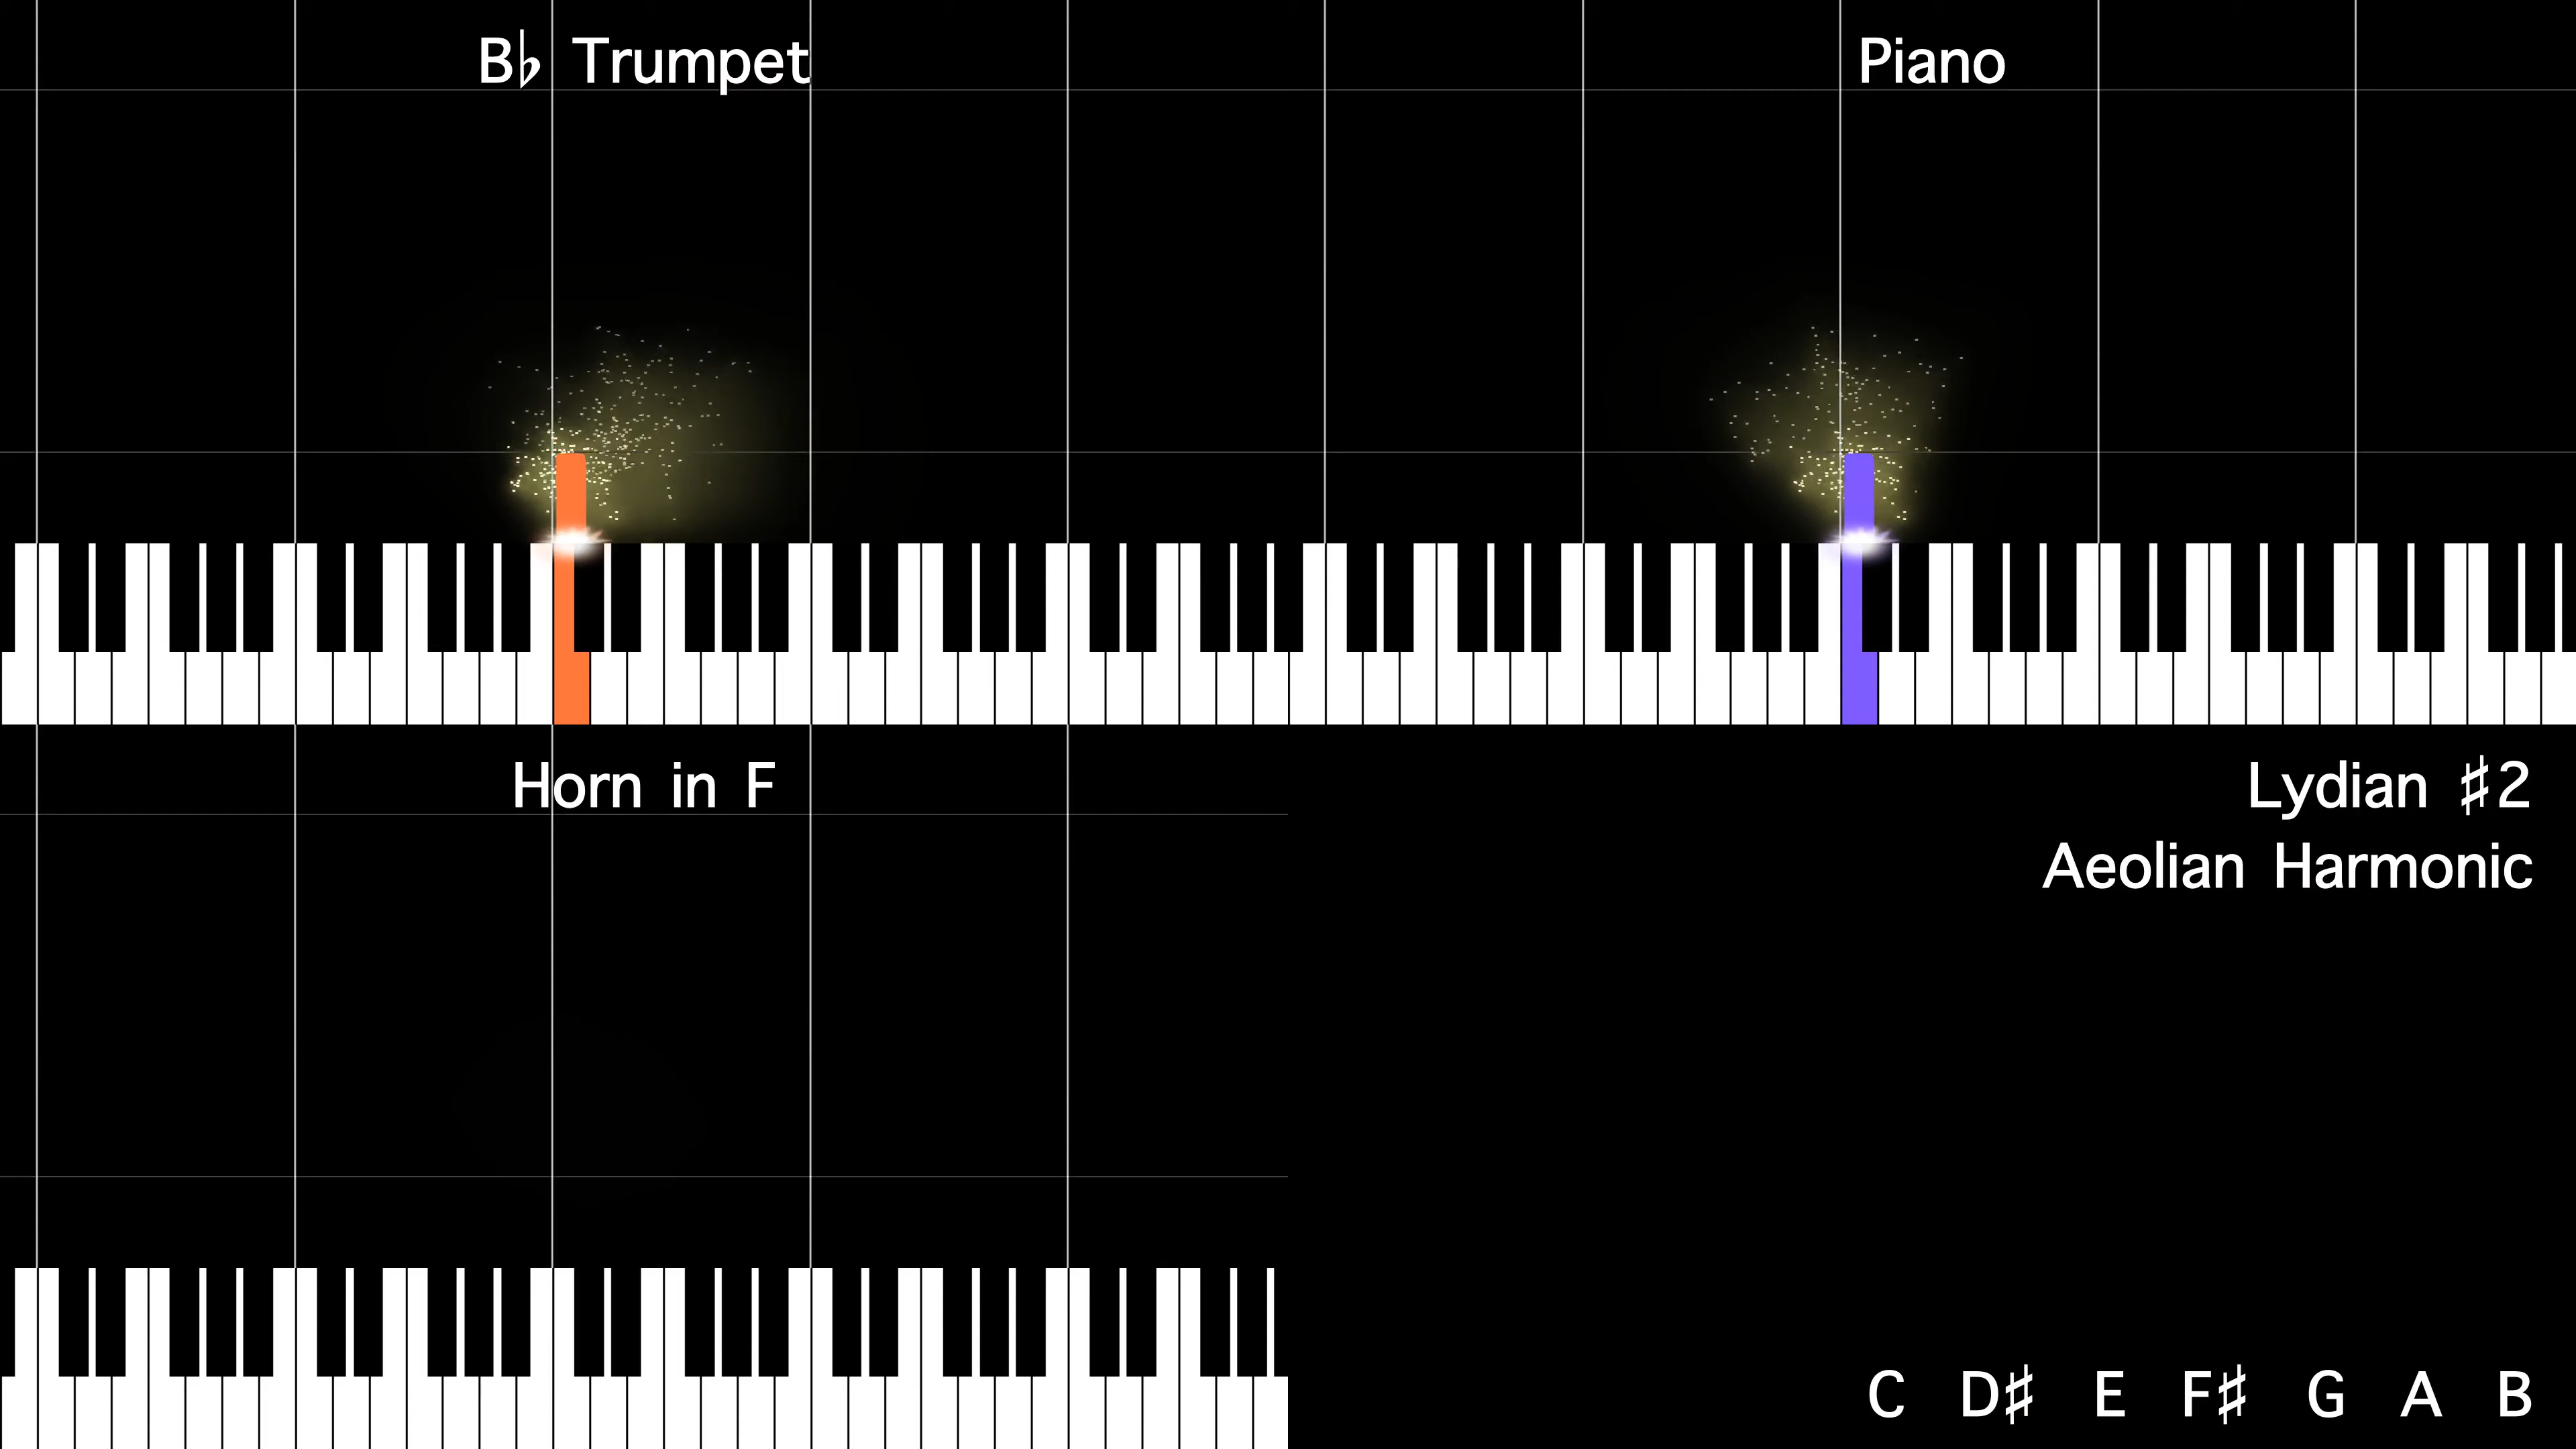 B♭ Trumpet
Piano
Horn in F
Lydian ♯2
Aeolian Harmonic
C D♯ E F♯ G A B